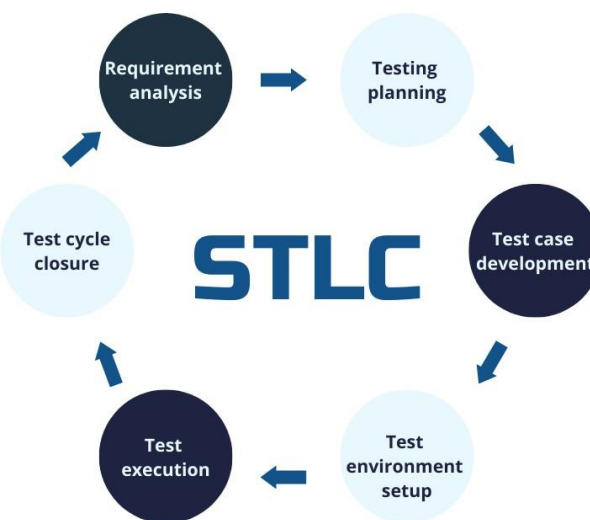 Requirement
analysis
Testing
planning
Test case
development
Test
environment
setup
Test
execution
Test cycle
closure
STLC